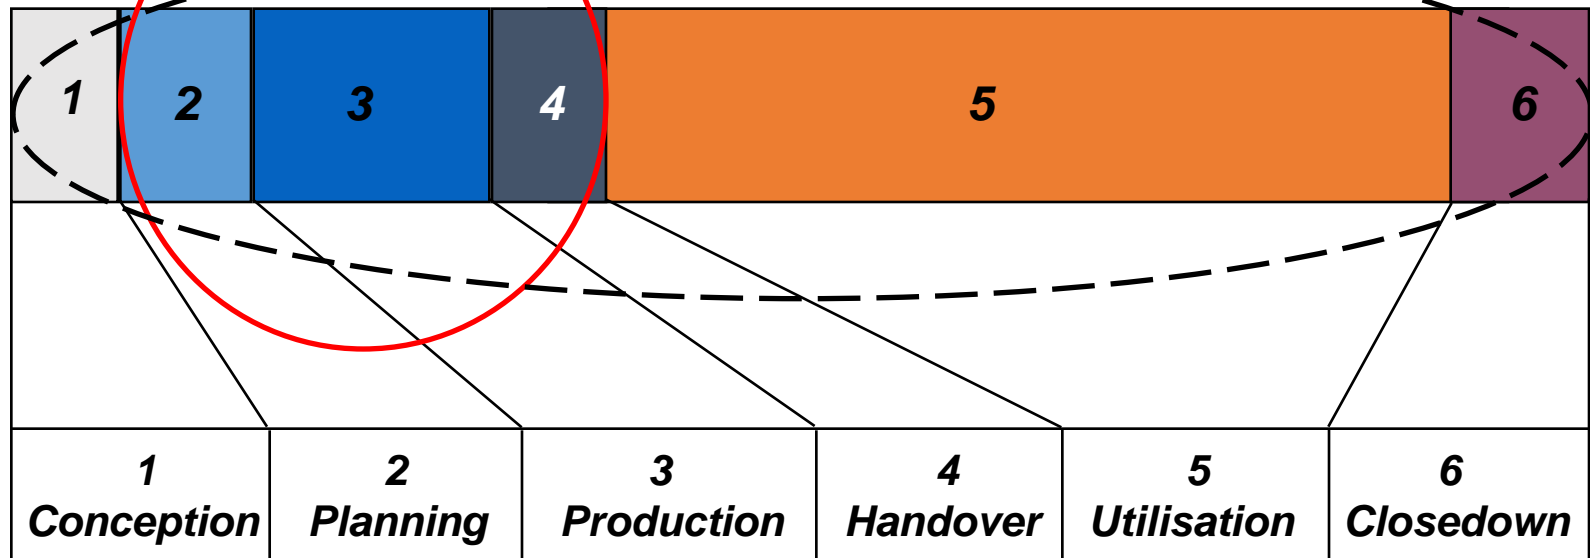 1 2 3 4 5 6
1 2 3 4 5 6
Conception Planning Production Handover Utilisation Closedown